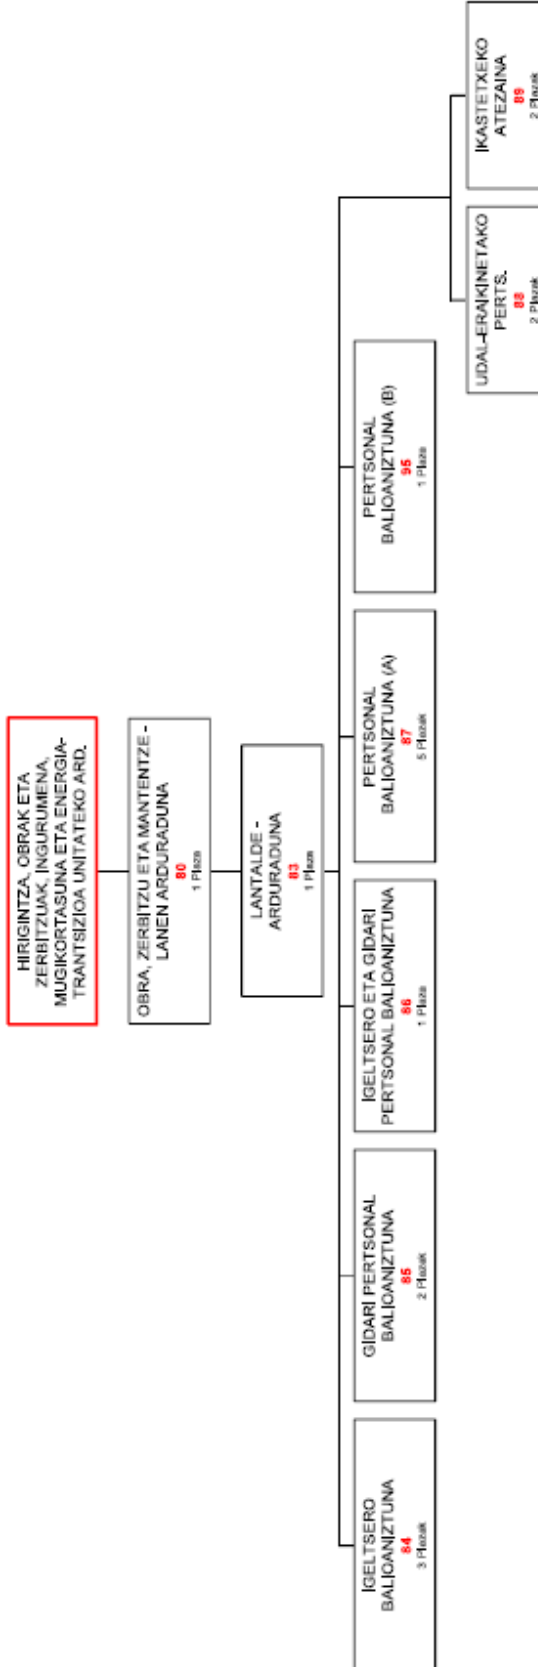 HIRIGINTZA, OBRAK ETA
ZERBITZUAK, INGURUMENA,
MUGIKORTASUNA ETA ENERGIA-
TRANTSIZIOA UNITATEKO ARD.
OBRA, ZERBITZU ETA MANTENTZE -
LANEN ARDURADUNA
80
1 Plaza
LANTALDE -
ARDURADUNA
83
1 Plaza
IGELTSERO
BALIOANIZTUNA
84
3 Plazak
GIDARI PERTSONAL
BALIOANIZTUNA
85
2 Plazak
IGELTSERO ETA GIDARI
PERTSONAL BALIOANIZTUNA
86
1 Plaza
PERTSONAL
BALIOANIZTUNA (A)
87
5 Plazak
PERTSONAL
BALIOANIZTUNA (B)
95
1 Plaza
UDAL-ERAIKINETAKO
PERTS.
88
2 Plazak
IKASTETXEKO
ATEZAINA
89
2 Plazak